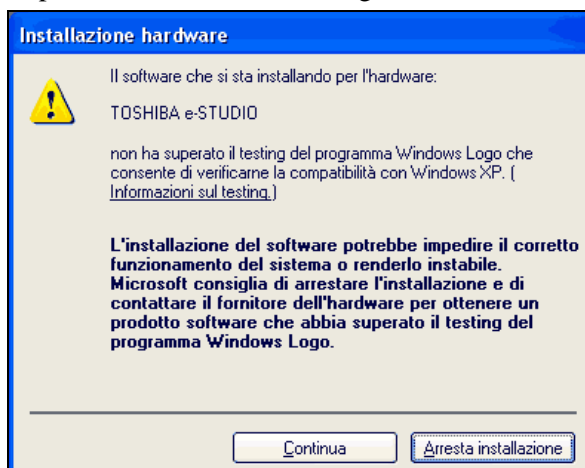 Installazione hardware
Il software che si sta installando per l'hardware:
TOSHIBA e-STUDIO
non ha superato il testing del programma Windows Logo che
consente di verificarne la compatibilità con Windows XP. (
Informazioni sul testing.)
L'installazione del software potrebbe impedire il corretto
funzionamento del sistema o renderlo instabile.
Microsoft consiglia di arrestare l'installazione e di
contattare il fornitore dell'hardware per ottenere un
prodotto software che abbia superato il testing del
programma Windows Logo.
Continua
Arresta installazione